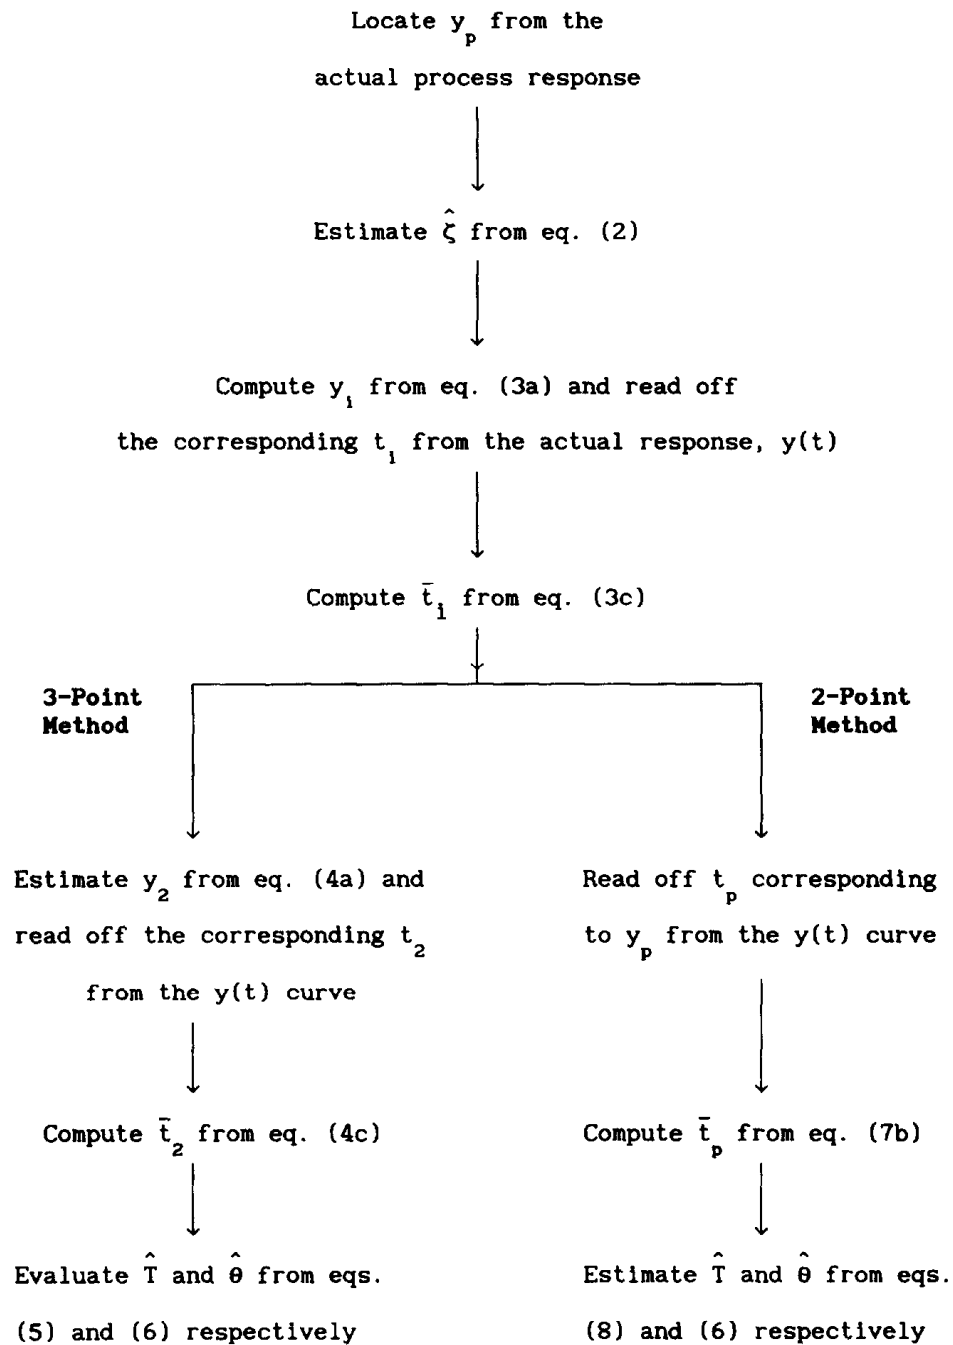 Locate y_p from the
actual process response
Estimate ζ̂ from eq. (2)
Compute y_1 from eq. (3a) and read off
the corresponding t_1 from the actual response, y(t)
Compute t̄_1 from eq. (3c)
3-Point
Method
2-Point
Method
Estimate y_2 from eq. (4a) and
read off the corresponding t_2
from the y(t) curve
Read off t_p corresponding
to y_p from the y(t) curve
Compute t̄_2 from eq. (4c)
Compute t̄_p from eq. (7b)
Evaluate T̂ and θ̂ from eqs.
(5) and (6) respectively
Estimate T̂ and θ̂ from eqs.
(8) and (6) respectively